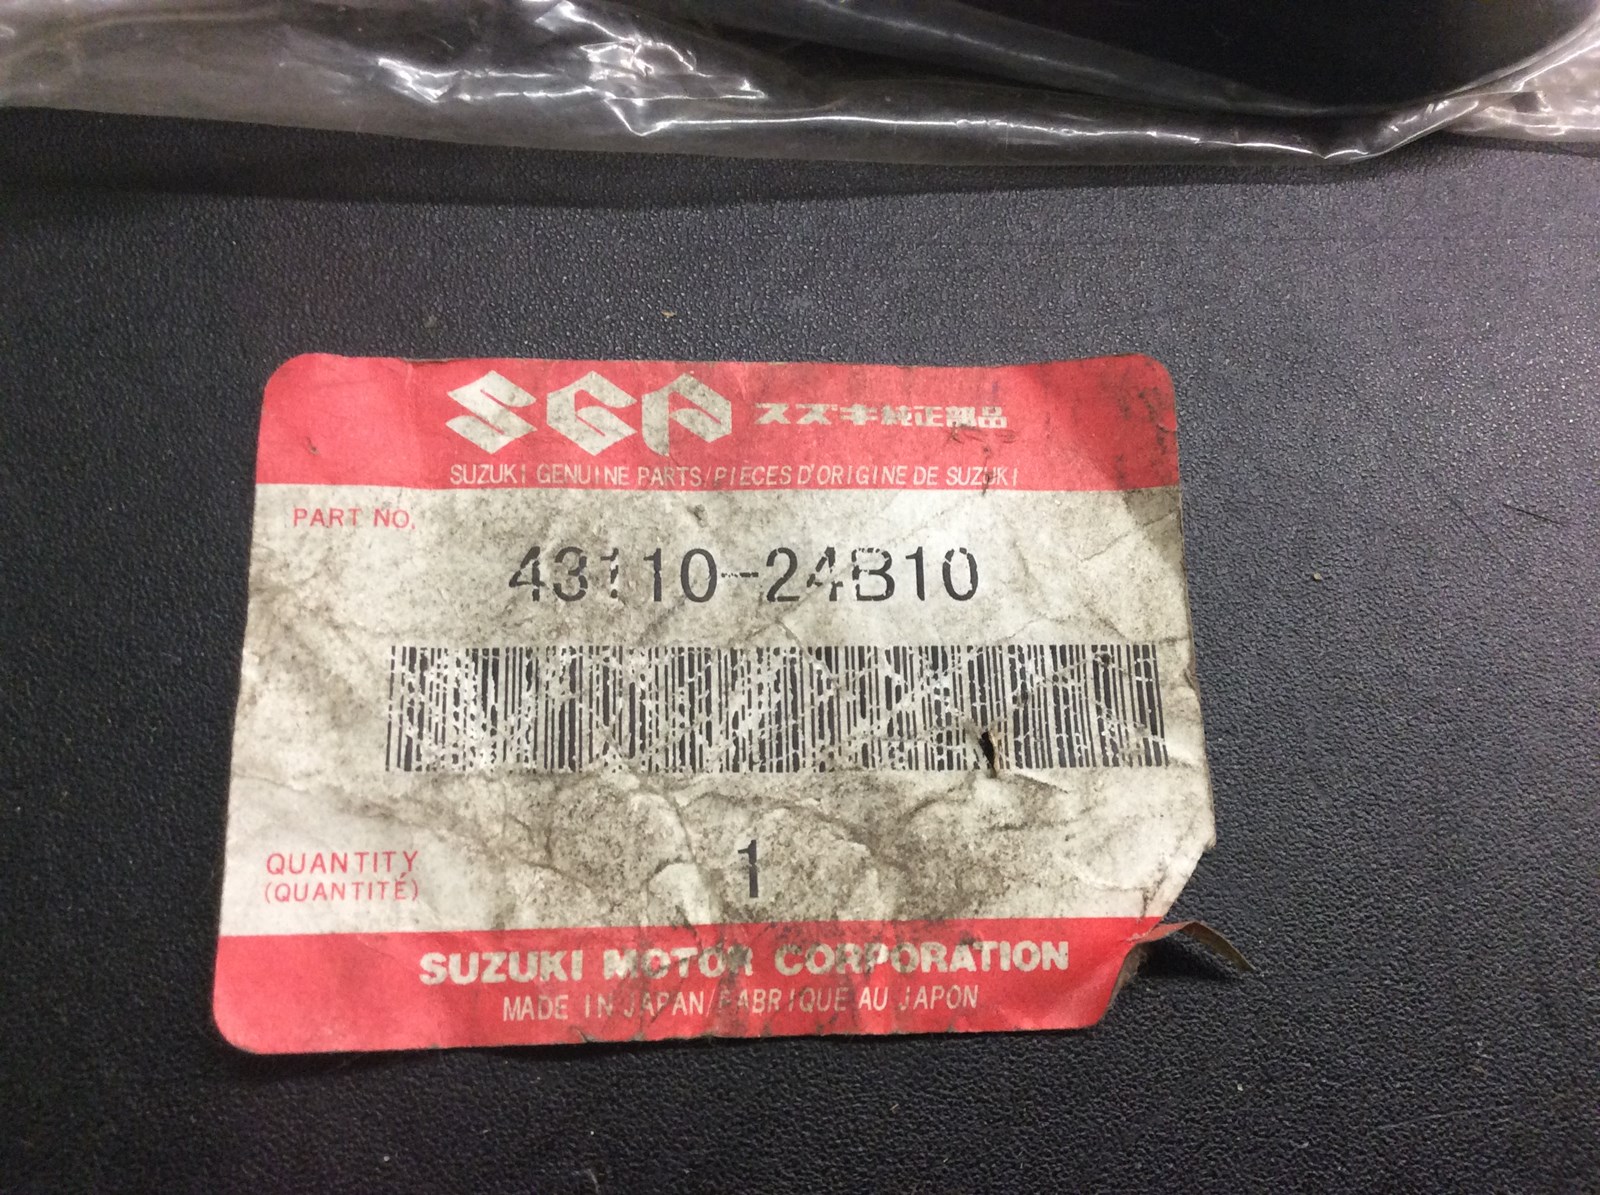 SGP スズキ純正部品
SUZUKI GENUINE PARTS/PIÈCES D'ORIGINE DE SUZUKI
PART NO.
43110-24B10
QUANTITY
(QUANTITÉ)
1
SUZUKI MOTOR CORPORATION
MADE IN JAPAN/FABRIQUE AU JAPON